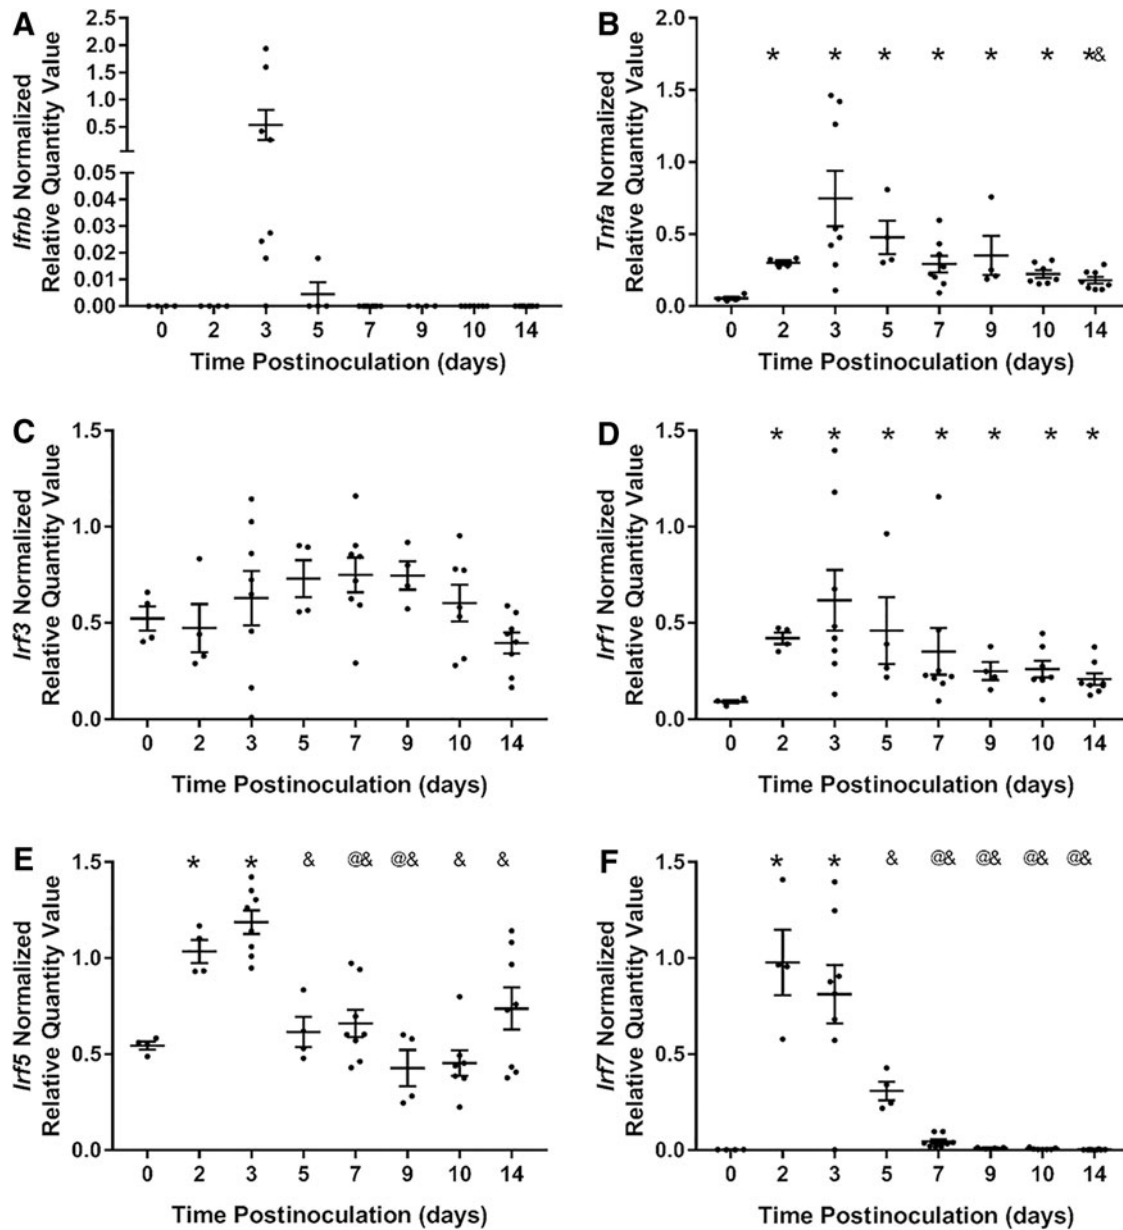 A
Ifnb Normalized
Relative Quantity Value
2.5
2.0
1.5
1.0
0.5
0.05
0.04
0.03
0.02
0.01
0.00
0 2 3 5 7 9 10 14
Time Postinoculation (days)
B
Tnfa Normalized
Relative Quantity Value
2.0
1.5
1.0
0.5
0.0
* * * * * * *&
0 2 3 5 7 9 10 14
Time Postinoculation (days)
C
Irf3 Normalized
Relative Quantity Value
1.5
1.0
0.5
0.0
0 2 3 5 7 9 10 14
Time Postinoculation (days)
D
Irf1 Normalized
Relative Quantity Value
1.5
1.0
0.5
0.0
* * * * * * *
0 2 3 5 7 9 10 14
Time Postinoculation (days)
E
Irf5 Normalized
Relative Quantity Value
1.5
1.0
0.5
0.0
* * & @& @& & &
0 2 3 5 7 9 10 14
Time Postinoculation (days)
F
Irf7 Normalized
Relative Quantity Value
1.5
1.0
0.5
0.0
* * & @& @& @& @&
0 2 3 5 7 9 10 14
Time Postinoculation (days)